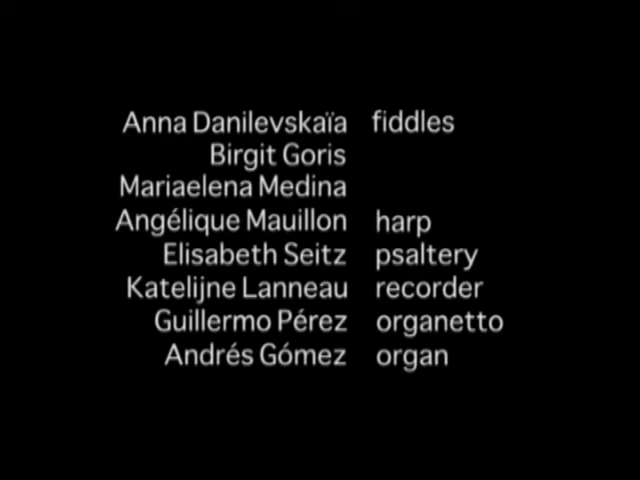 Anna Danilevskaïa fiddles
Birgit Goris
Mariaelena Medina
Angélique Mauillon harp
Elisabeth Seitz psaltery
Katelijne Lanneau recorder
Guillermo Pérez organetto
Andrés Gómez organ